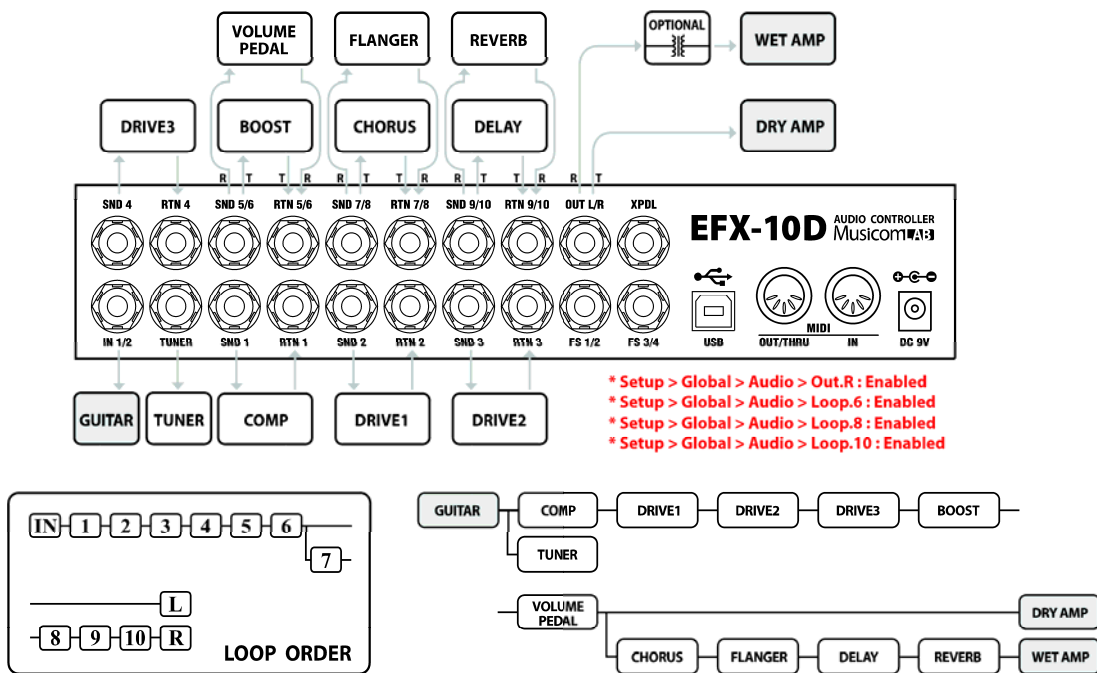 VOLUME
PEDAL
FLANGER
REVERB
OPTIONAL
WET AMP
DRIVE3
BOOST
CHORUS
DELAY
DRY AMP
R T T R R T T R R T T R R T
SND 4 RTN 4 SND 5/6 RTN 5/6 SND 7/8 RTN 7/8 SND 9/10 RTN 9/10 OUT L/R XPDL
EFX-10D AUDIO CONTROLLER
MusicomLAB
IN 1/2 TUNER SND 1 RTN 1 SND 2 RTN 2 SND 3 RTN 3 FS 1/2 FS 3/4 USB OUT/THRU MIDI IN DC 9V
GUITAR
TUNER
COMP
DRIVE1
DRIVE2
* Setup > Global > Audio > Out.R : Enabled
* Setup > Global > Audio > Loop.6 : Enabled
* Setup > Global > Audio > Loop.8 : Enabled
* Setup > Global > Audio > Loop.10 : Enabled
IN 1 2 3 4 5 6
7
L
8 9 10 R
LOOP ORDER
GUITAR COMP DRIVE1 DRIVE2 DRIVE3 BOOST
TUNER
VOLUME
PEDAL
DRY AMP
CHORUS FLANGER DELAY REVERB WET AMP